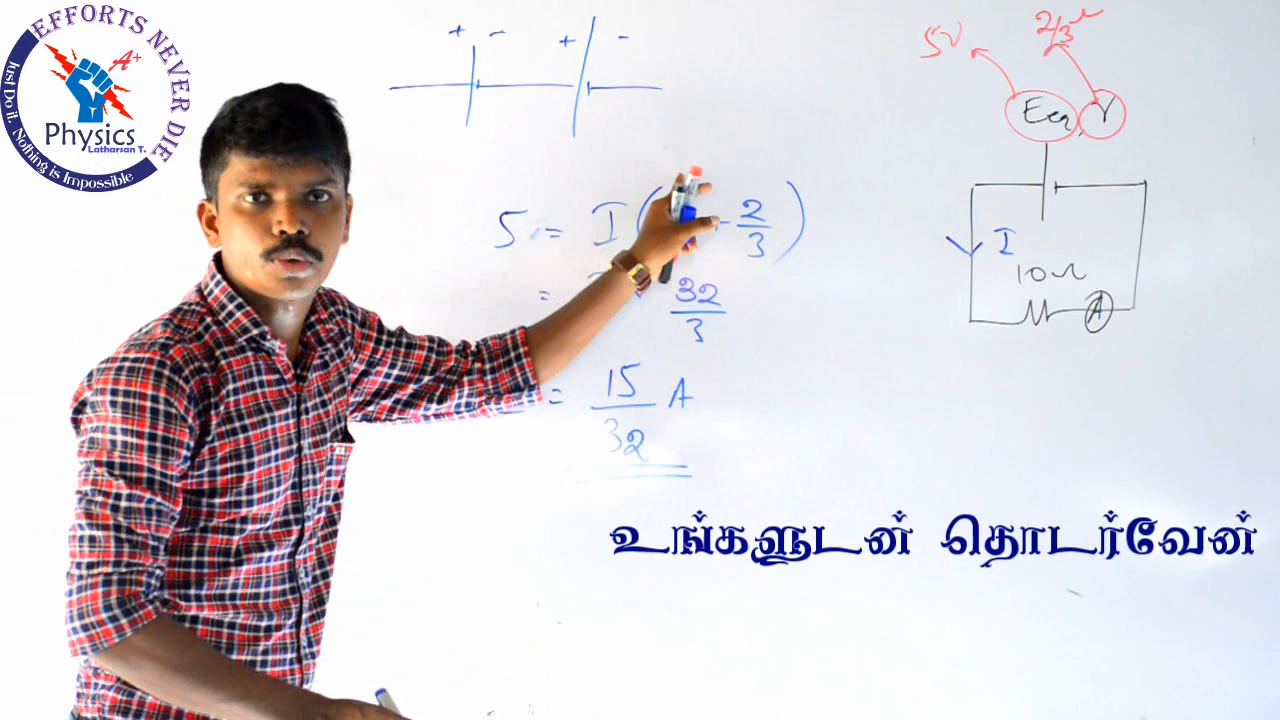 EFFORTS NEVER DIE
A+
Physics
Latharsan T.
Just Do it. Nothing is Impossible
+ - + -
5V
2/3 Ω
Eeq, r
5 = I( + 2/3 )
I
10Ω
A
= 32/3
= 15/32 A
உங்களுடன் தொடர்வேன்